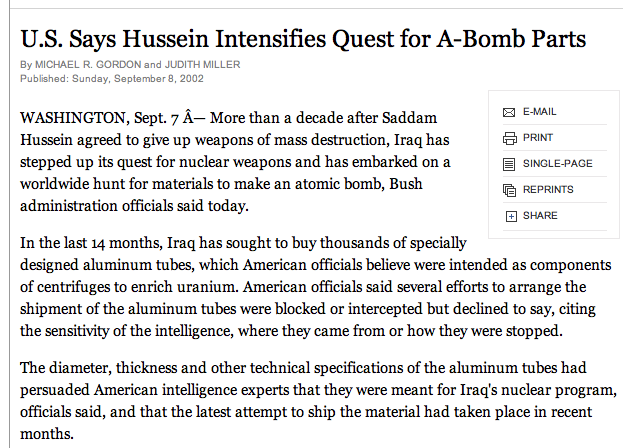 U.S. Says Hussein Intensifies Quest for A-Bomb Parts
By MICHAEL R. GORDON and JUDITH MILLER
Published: Sunday, September 8, 2002
WASHINGTON, Sept. 7 Â— More than a decade after Saddam
Hussein agreed to give up weapons of mass destruction, Iraq has
stepped up its quest for nuclear weapons and has embarked on a
worldwide hunt for materials to make an atomic bomb, Bush
administration officials said today.
E-MAIL
PRINT
SINGLE-PAGE
REPRINTS
SHARE
In the last 14 months, Iraq has sought to buy thousands of specially
designed aluminum tubes, which American officials believe were intended as components
of centrifuges to enrich uranium. American officials said several efforts to arrange the
shipment of the aluminum tubes were blocked or intercepted but declined to say, citing
the sensitivity of the intelligence, where they came from or how they were stopped.
The diameter, thickness and other technical specifications of the aluminum tubes had
persuaded American intelligence experts that they were meant for Iraq's nuclear program,
officials said, and that the latest attempt to ship the material had taken place in recent
months.